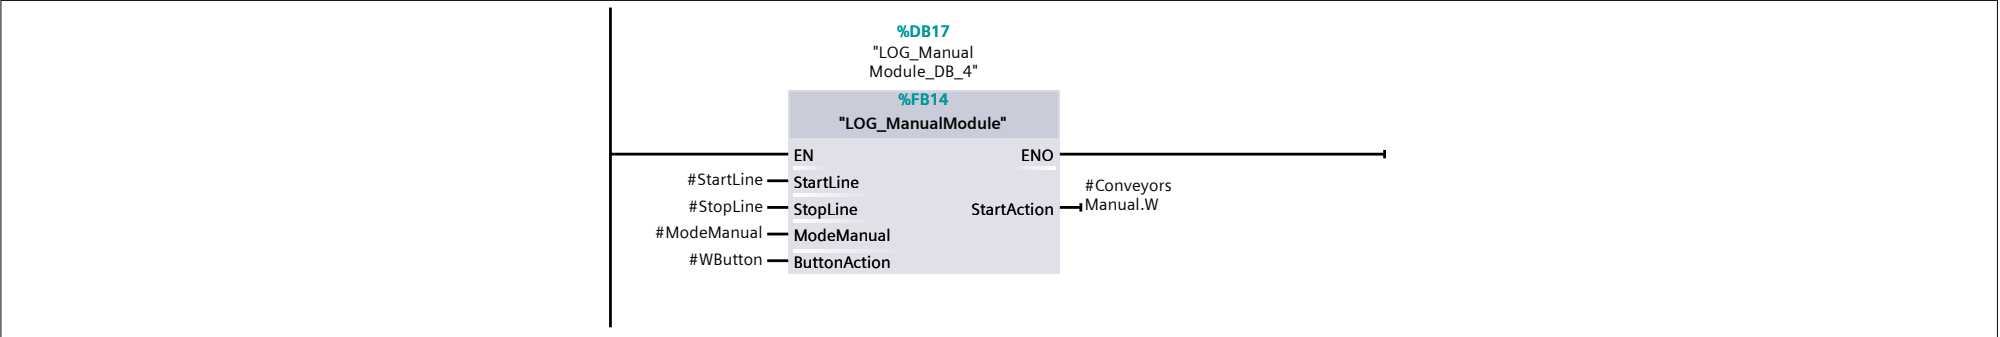 %DB17
"LOG_Manual
Module_DB_4"
%FB14
"LOG_ManualModule"
EN
ENO
#StartLine
StartLine
#Conveyors
Manual.W
#StopLine
StopLine
StartAction
#ModeManual
ModeManual
#WButton
ButtonAction